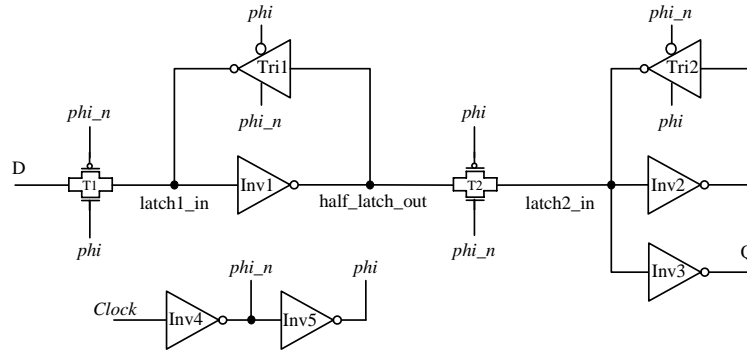 phi
phi_n
Tri1
Tri2
phi_n
phi_n
phi
phi
D
T1
Inv1
T2
Inv2
latch1_in
half_latch_out
latch2_in
phi
phi_n
Q
Inv3
phi_n
phi
Clock
Inv4
Inv5